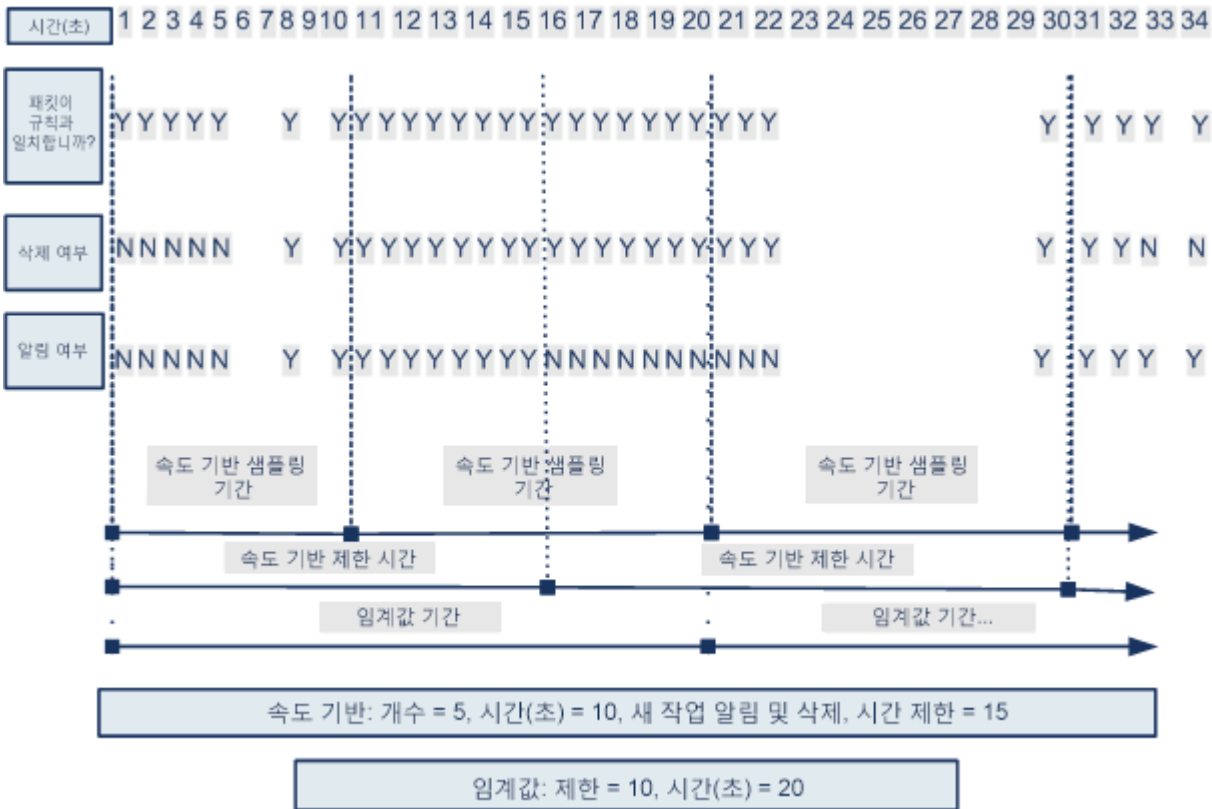 시간(초) 1 2 3 4 5 6 7 8 9 10 11 12 13 14 15 16 17 18 19 20 21 22 23 24 25 26 27 28 29 30 31 32 33 34
패킷이
규칙과
일치합니까?
Y Y Y Y Y Y Y Y Y Y Y Y Y Y Y Y Y Y Y Y Y Y Y Y Y Y Y Y Y Y
삭제 여부 N N N N N Y Y Y Y Y Y Y Y Y Y Y Y Y Y Y Y Y Y Y Y Y Y Y N N
알림 여부 N N N N N Y Y Y Y Y Y Y Y Y Y N N N N N N N N N N Y Y Y Y Y
속도 기반 샘플링
기간
속도 기반 샘플링
기간
속도 기반 샘플링
기간
속도 기반 제한 시간 속도 기반 제한 시간
임계값 기간 임계값 기간...
속도 기반: 개수 = 5, 시간(초) = 10, 새 작업 알림 및 삭제, 시간 제한 = 15
임계값: 제한 = 10, 시간(초) = 20